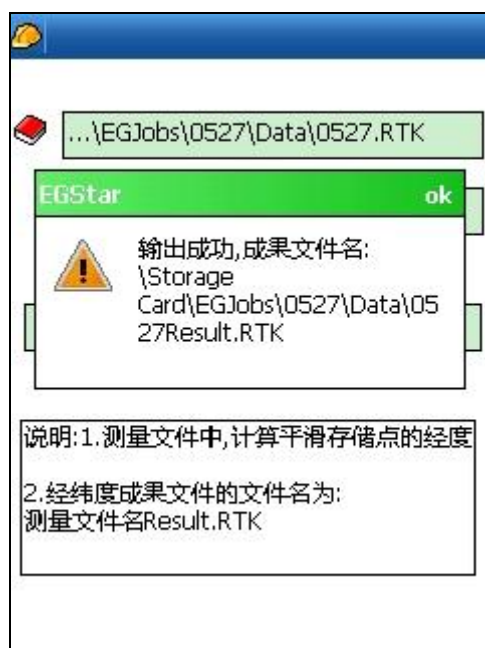 ...\EGJobs\0527\Data\0527.RTK
EGStar
ok
输出成功,成果文件名:
\Storage
Card\EGJobs\0527\Data\05
27Result.RTK
说明:1.测量文件中,计算平滑存储点的经度
2.经纬度成果文件的文件名为:
测量文件名Result.RTK